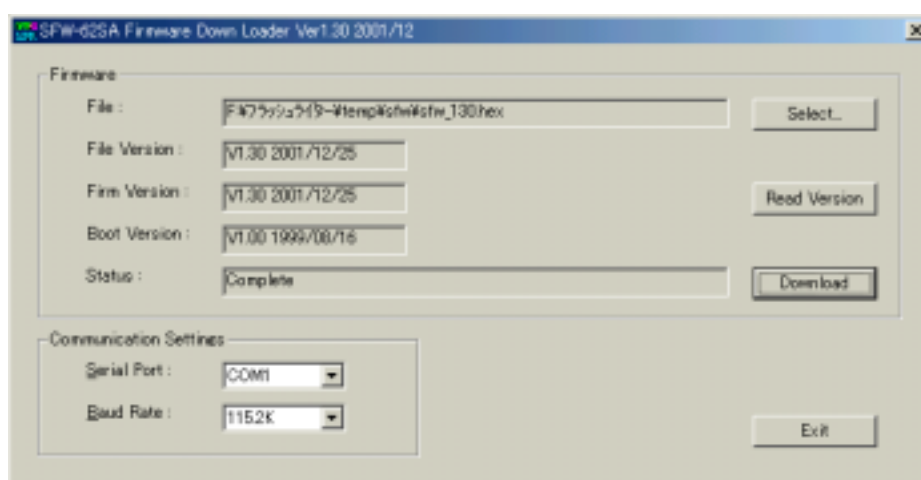 SFW-62SA Firmware Down Loader Ver1.30 2001/12
Firmware
File : F:¥フラッシュライター¥temp¥sfw¥sfw_130.hex Select...
File Version : V1.30 2001/12/25
Firm Version : V1.30 2001/12/25 Read Version
Boot Version : V1.00 1999/08/16
Status : Complete Download
Communication Settings
Serial Port : COM1
Baud Rate : 115.2K
Exit